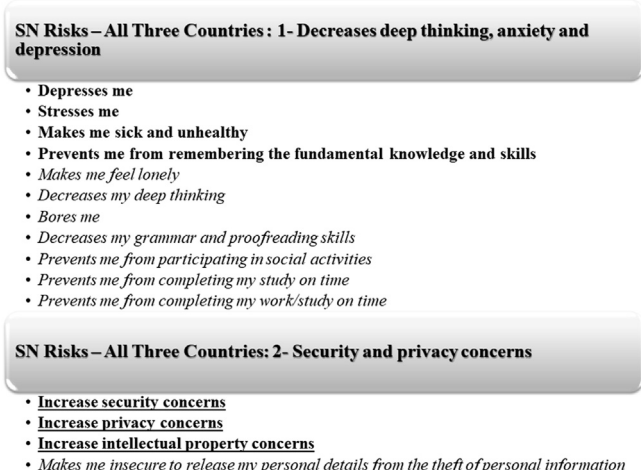 SN Risks – All Three Countries : 1- Decreases deep thinking, anxiety and
depression
• Depresses me
• Stresses me
• Makes me sick and unhealthy
• Prevents me from remembering the fundamental knowledge and skills
• Makes me feel lonely
• Decreases my deep thinking
• Bores me
• Decreases my grammar and proofreading skills
• Prevents me from participating in social activities
• Prevents me from completing my study on time
• Prevents me from completing my work/study on time
SN Risks – All Three Countries: 2- Security and privacy concerns
• Increase security concerns
• Increase privacy concerns
• Increase intellectual property concerns
• Makes me insecure to release my personal details from the theft of personal information